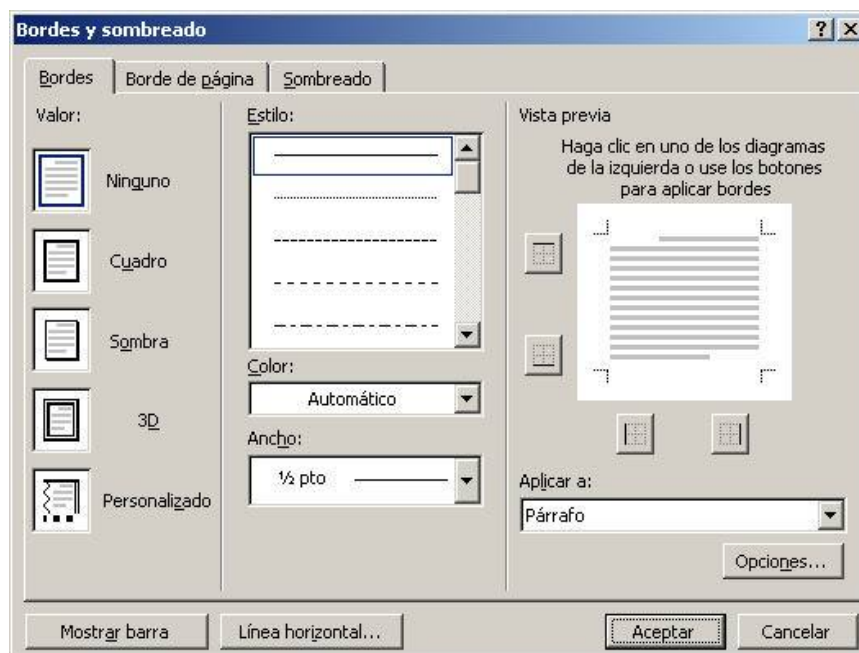 Bordes y sombreado
Bordes
Borde de página
Sombreado
Valor:
Ninguno
Cuadro
Sombra
3D
Personalizado
Estilo:
Color:
Automático
Ancho:
½ pto
Vista previa
Haga clic en uno de los diagramas
de la izquierda o use los botones
para aplicar bordes
Aplicar a:
Párrafo
Opciones...
Mostrar barra
Línea horizontal...
Aceptar
Cancelar